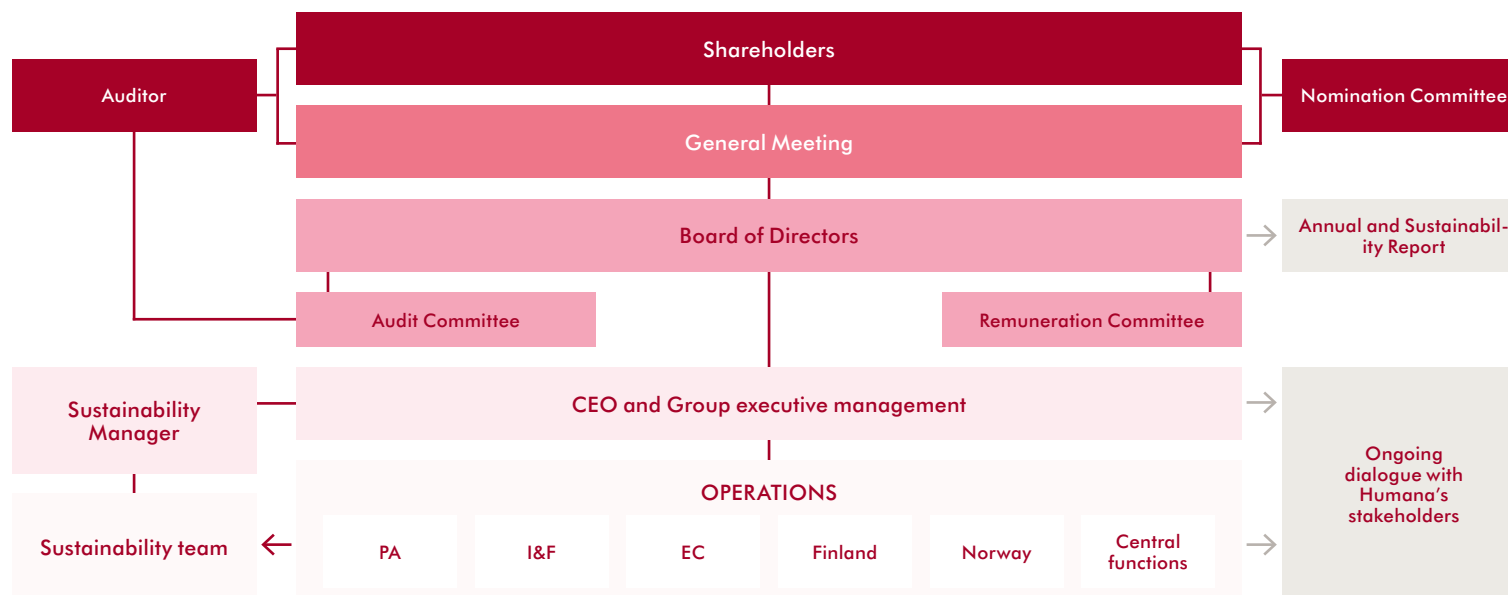 Shareholders
Auditor
Nomination Committee
General Meeting
Board of Directors
Annual and Sustainabil-
ity Report
Audit Committee
Remuneration Committee
Sustainability
Manager
CEO and Group executive management
Ongoing
dialogue with
Humana’s
stakeholders
OPERATIONS
Sustainability team
PA
I&F
EC
Finland
Norway
Central
functions